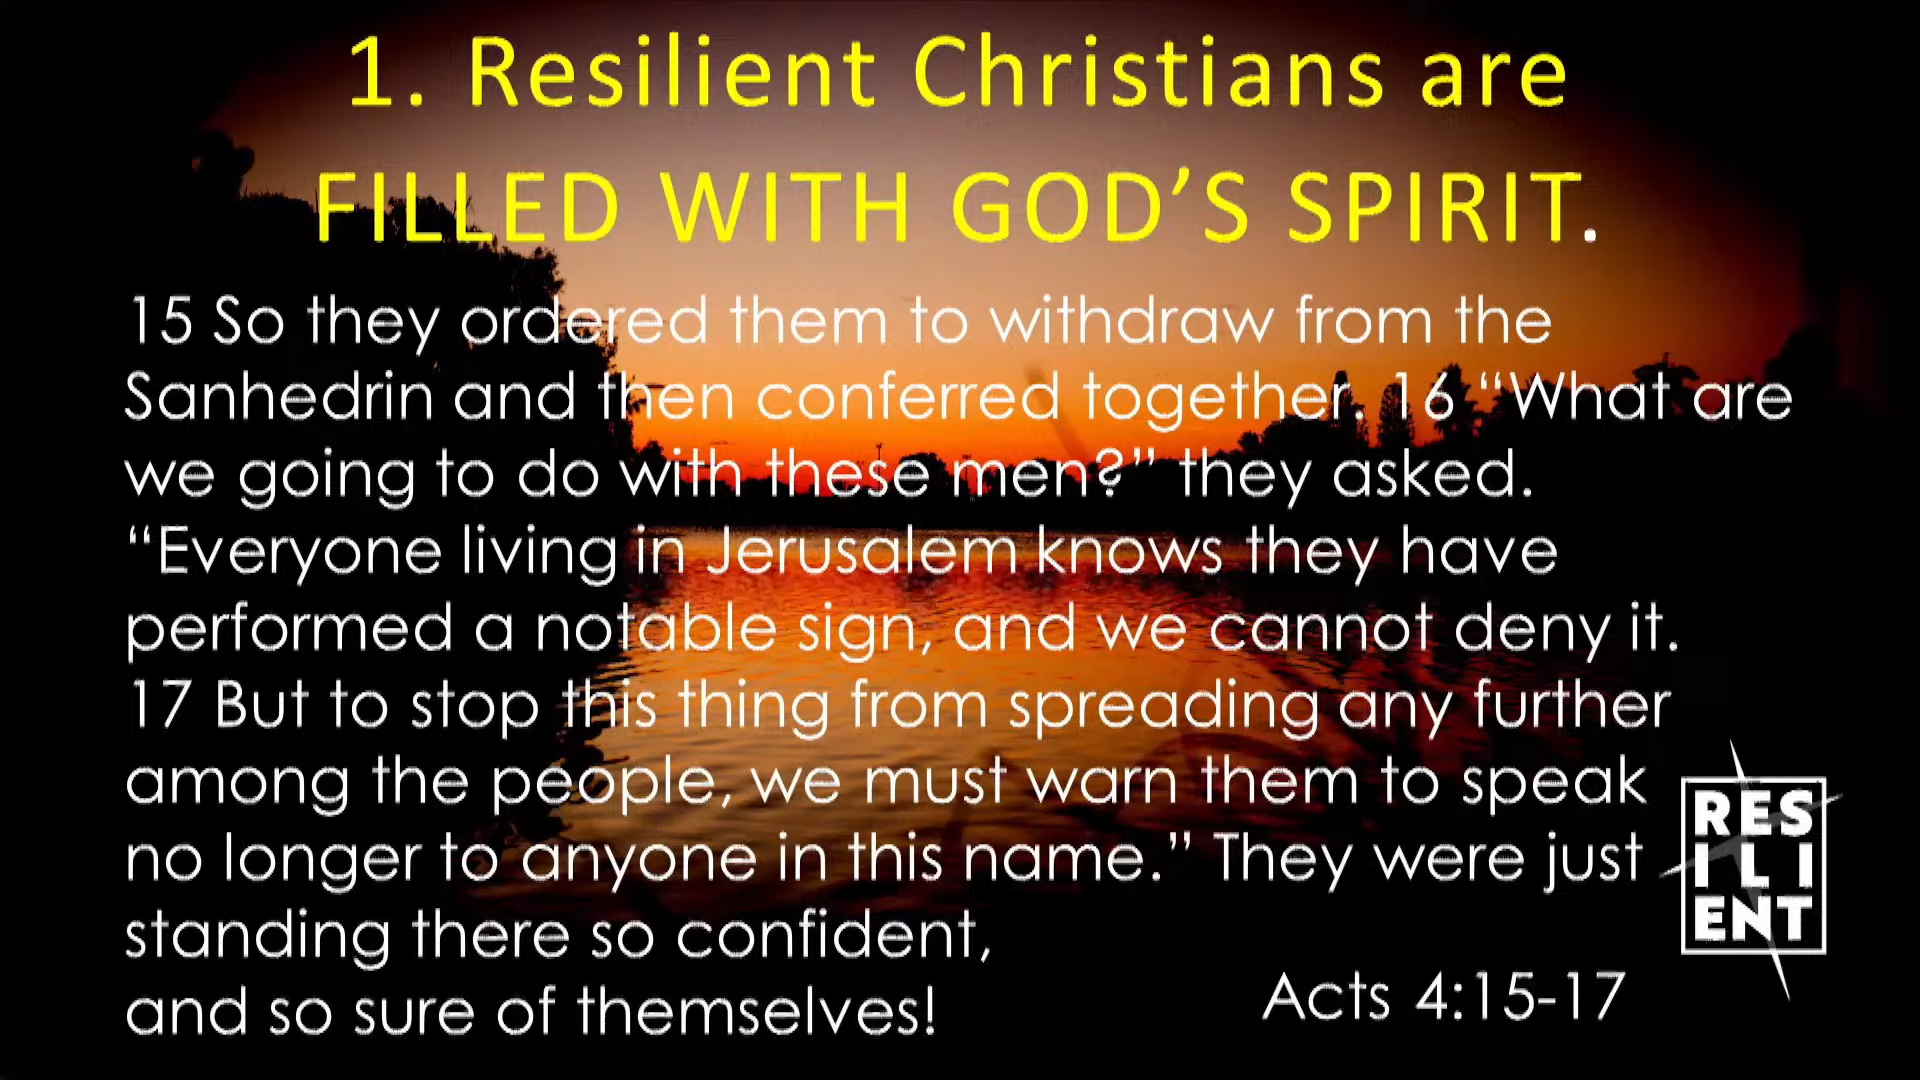 1. Resilient Christians are
FILLED WITH GOD’S SPIRIT.
15 So they ordered them to withdraw from the
Sanhedrin and then conferred together. 16 “What are
we going to do with these men?” they asked.
“Everyone living in Jerusalem knows they have
performed a notable sign, and we cannot deny it.
17 But to stop this thing from spreading any further
among the people, we must warn them to speak
no longer to anyone in this name.” They were just
standing there so confident,
and so sure of themselves!
Acts 4:15-17
RES
ILI
ENT